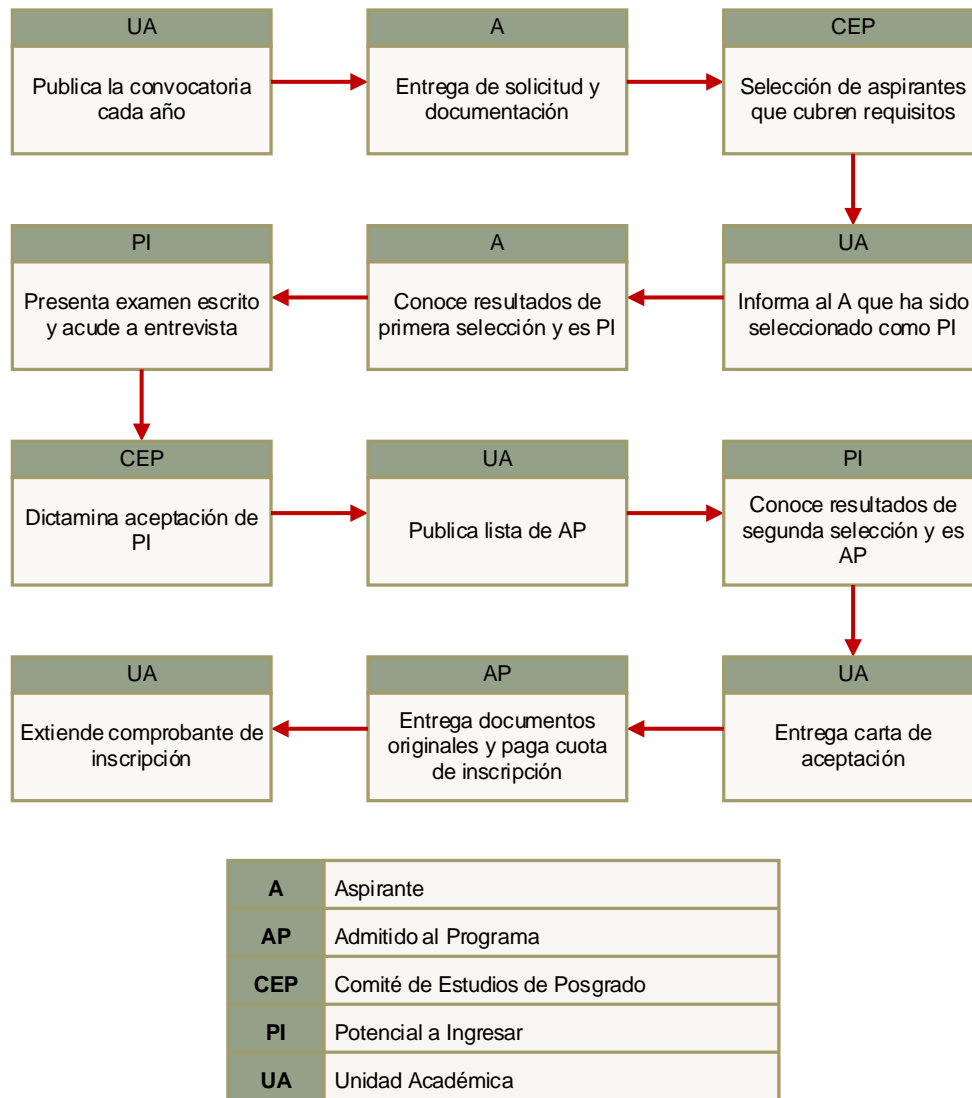 UA
Publica la convocatoria
cada año
A
Entrega de solicitud y
documentación
CEP
Selección de aspirantes
que cubren requisitos
UA
Informa al A que ha sido
seleccionado como PI
A
Conoce resultados de
primera selección y es PI
PI
Presenta examen escrito
y acude a entrevista
CEP
Dictamina aceptación de
PI
UA
Publica lista de AP
PI
Conoce resultados de
segunda selección y es
AP
UA
Entrega carta de
aceptación
AP
Entrega documentos
originales y paga cuota
de inscripción
UA
Extiende comprobante de
inscripción
A Aspirante
AP Admitido al Programa
CEP Comité de Estudios de Posgrado
PI Potencial a Ingresar
UA Unidad Académica